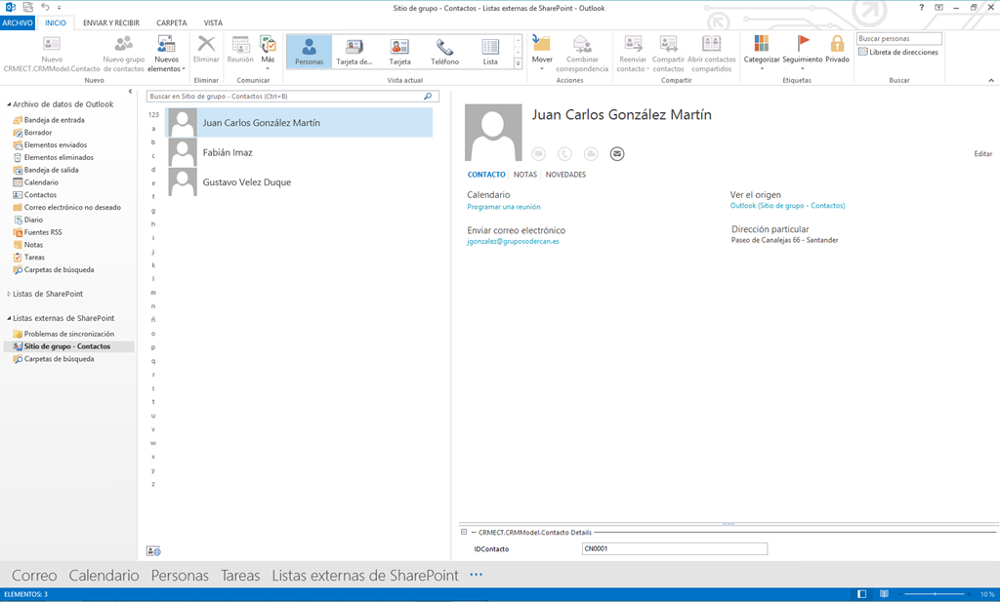 Sitio de grupo - Contactos - Listas externas de SharePoint - Outlook
ARCHIVO INICIO ENVIAR Y RECIBIR CARPETA VISTA
Nuevo CRMECT.CRMModel.Contacto
Nuevo grupo de contactos
Nuevos elementos
Eliminar
Reunión
Más
Personas
Tarjeta de...
Tarjeta
Teléfono
Lista
Mover
Combinar correspondencia
Reenviar contacto
Compartir contactos
Abrir contactos compartidos
Categorizar
Seguimiento
Privado
Buscar personas
Libreta de direcciones
Nuevo Eliminar Comunicar Vista actual Acciones Compartir Etiquetas Buscar
Archivo de datos de Outlook
Bandeja de entrada
Borrador
Elementos enviados
Elementos eliminados
Bandeja de salida
Calendario
Contactos
Correo electrónico no deseado
Diario
Fuentes RSS
Notas
Tareas
Carpetas de búsqueda
Listas de SharePoint
Listas externas de SharePoint
Problemas de sincronización
Sitio de grupo - Contactos
Carpetas de búsqueda
Buscar en Sitio de grupo - Contactos (Ctrl+B)
123
a
b
c
d
e
f
g
h
i
j
k
l
m
n
ñ
o
p
q
r
s
t
u
v
w
x
y
z
Juan Carlos González Martín
Fabián Imaz
Gustavo Velez Duque
Juan Carlos González Martín
Editar
CONTACTO NOTAS NOVEDADES
Calendario
Programar una reunión
Ver el origen
Outlook (Sitio de grupo - Contactos)
Enviar correo electrónico
jgonzalez@gruposodercan.es
Dirección particular
Paseo de Canalejas 66 - Santander
CRMECT.CRMModel.Contacto Details
IDContacto CN0001
Correo Calendario Personas Tareas Listas externas de SharePoint ...
ELEMENTOS: 3
10 %